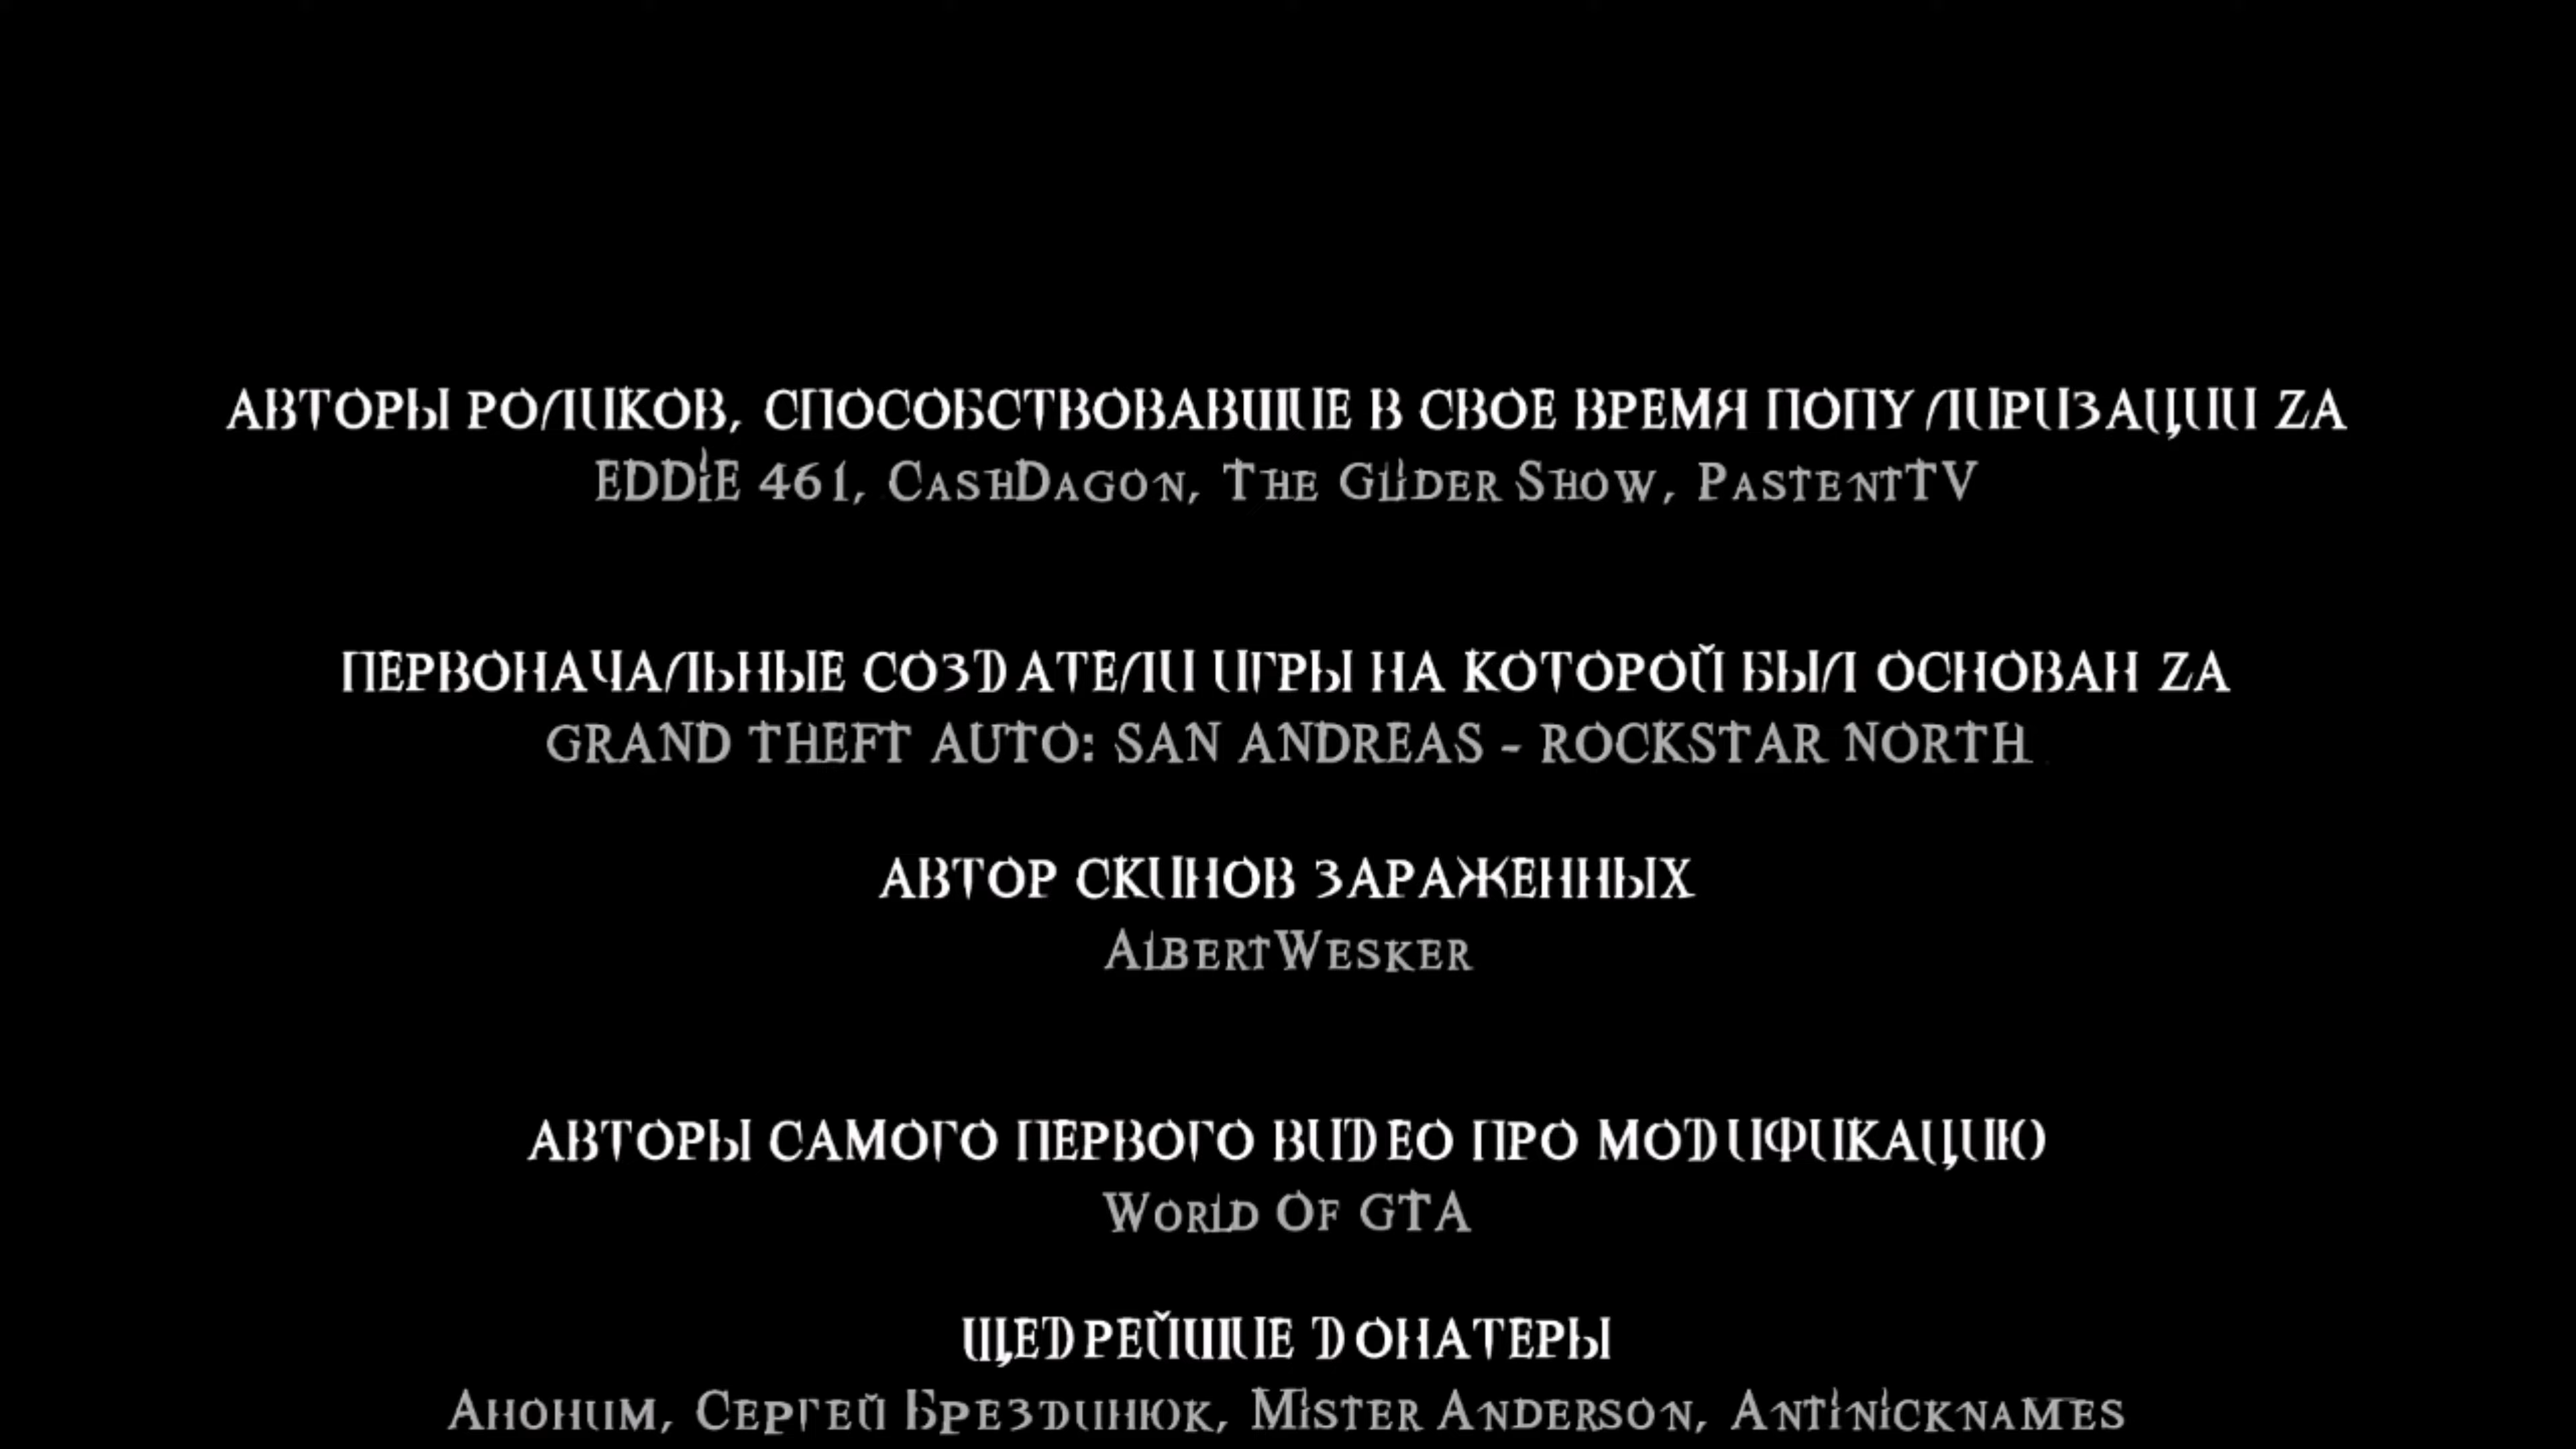 АВТОРЫ РОЛИКОВ, СПОСОБСТВОВАВШИЕ В СВОЕ ВРЕМЯ ПОПУЛИРИЗАЦИИ ZA
EDDIE 461, CashDagon, The Glider Show, PastentTV
ПЕРВОНАЧАЛЬНЫЕ СОЗДАТЕЛИ ИГРЫ НА КОТОРОЙ БЫЛ ОСНОВАН ZA
GRAND THEFT AUTO: SAN ANDREAS - ROCKSTAR NORTH
АВТОР СКИНОВ ЗАРАЖЕННЫХ
AlbertWesker
АВТОРЫ САМОГО ПЕРВОГО ВИДЕО ПРО МОДИФИКАЦИЮ
World Of GTA
ЩЕДРЕЙШИЕ ДОНАТЕРЫ
Аноним, Сергей Брездинюк, Mister Anderson, Antinicknames